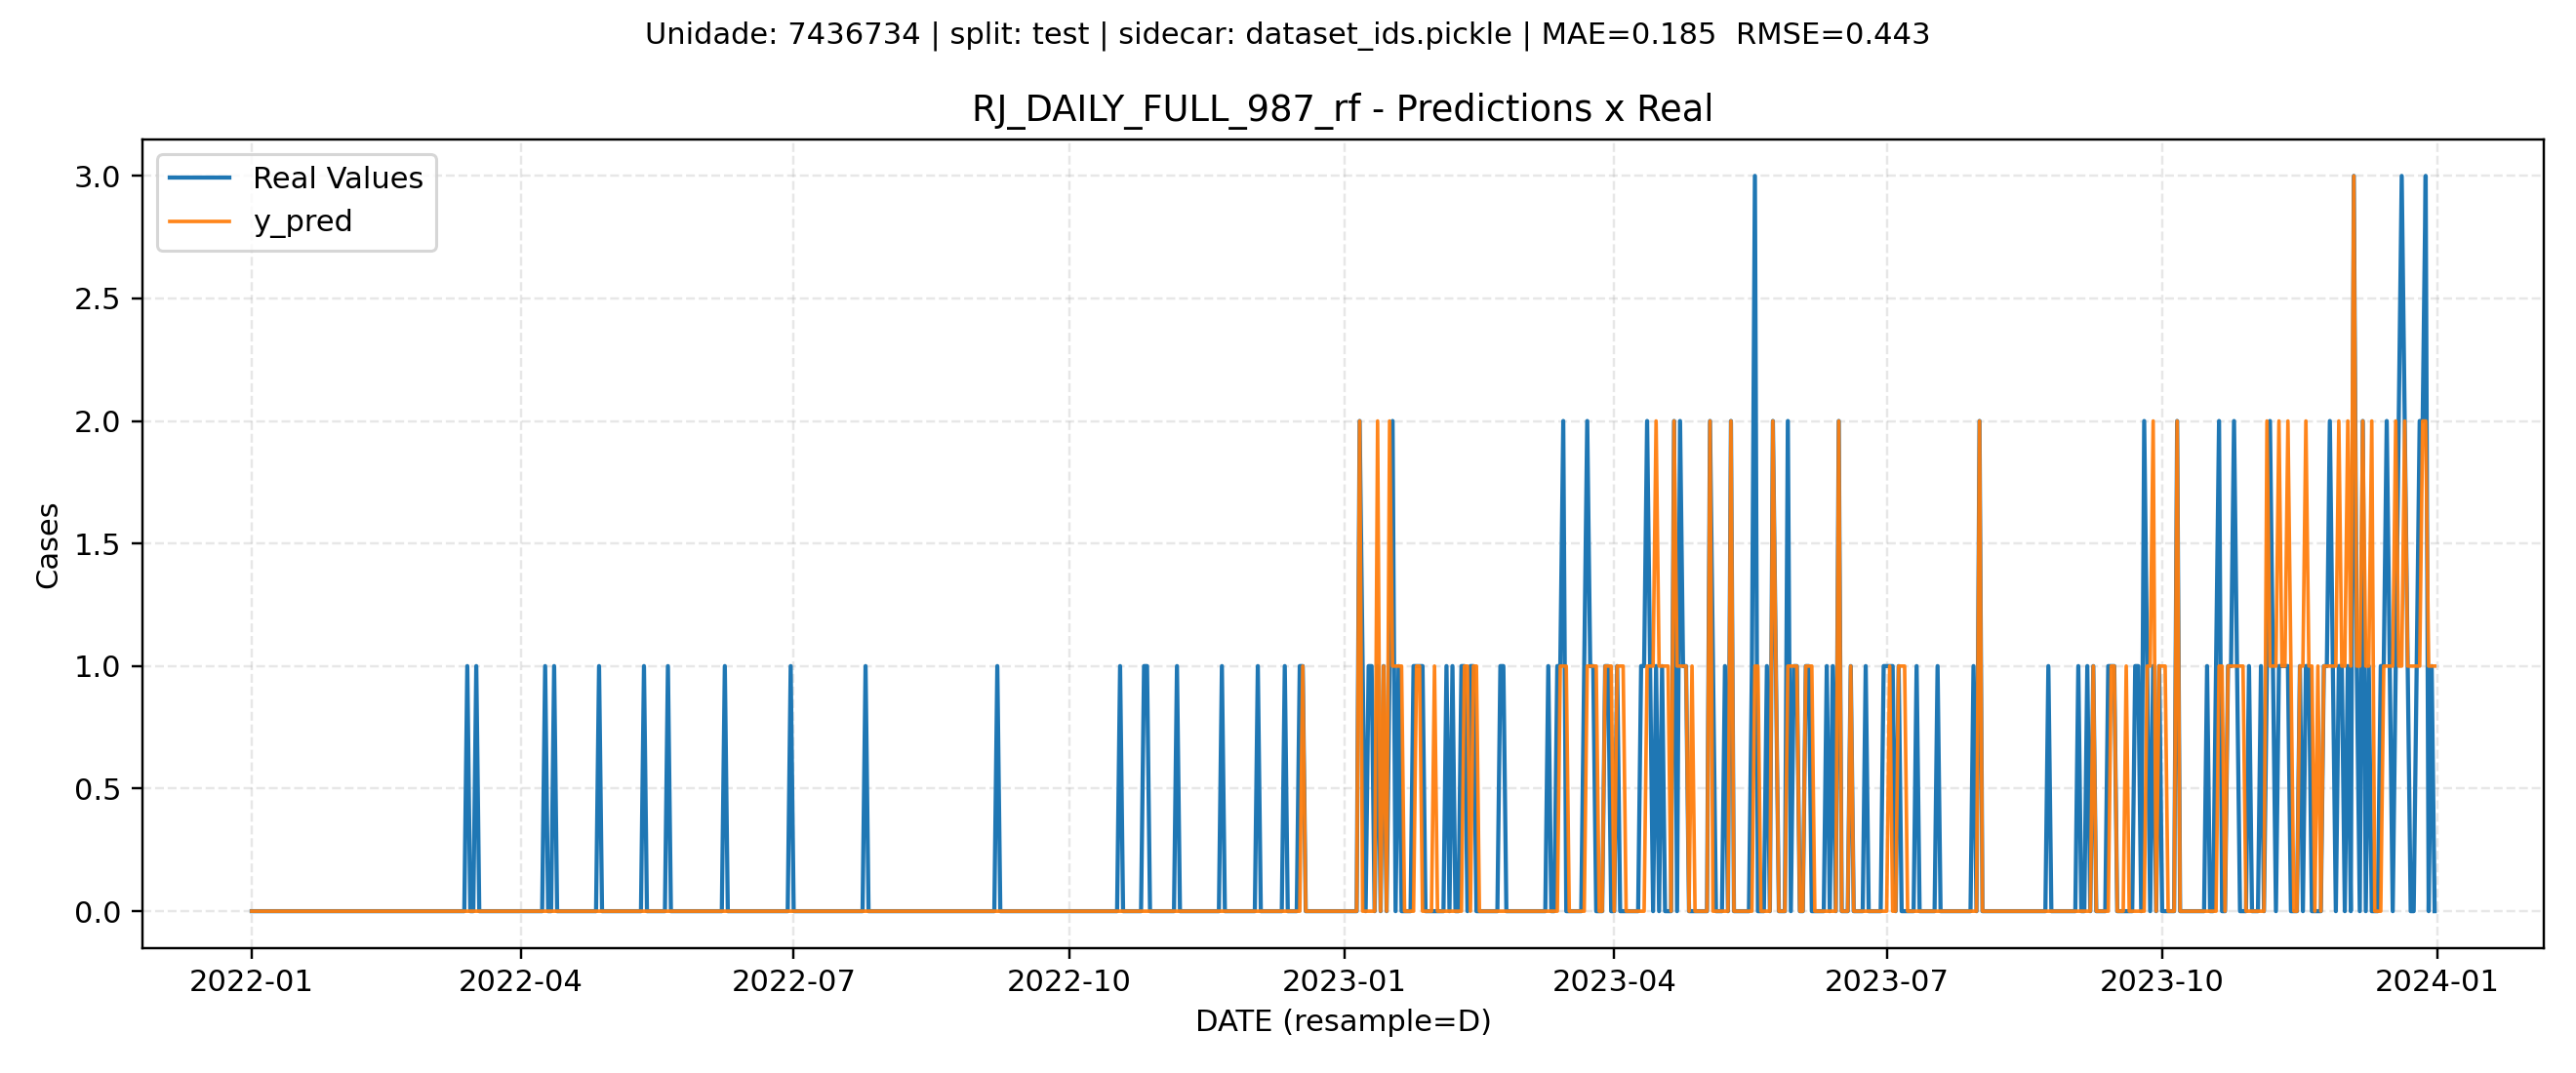 Unidade: 7436734 | split: test | sidecar: dataset_ids.pickle | MAE=0.185  RMSE=0.443
RJ_DAILY_FULL_987_rf - Predictions x Real
Real Values
y_pred
Cases
3.0
2.5
2.0
1.5
1.0
0.5
0.0
2022-01
2022-04
2022-07
2022-10
2023-01
2023-04
2023-07
2023-10
2024-01
DATE (resample=D)